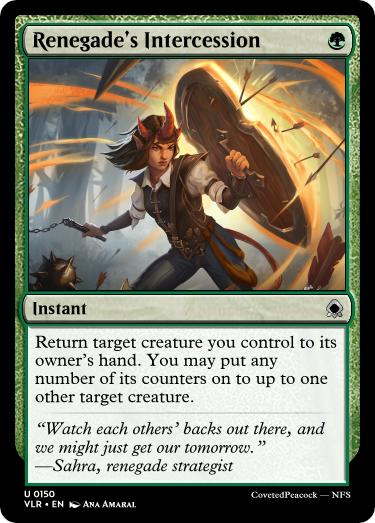 Renegade's Intercession
Instant
Return target creature you control to its
owner's hand. You may put any
number of its counters on to up to one
other target creature.
“Watch each others’ backs out there, and
we might just get our tomorrow.”
—Sahra, renegade strategist
U 0150
VLR • EN Ana Amaral
CovetedPeacock — NFS